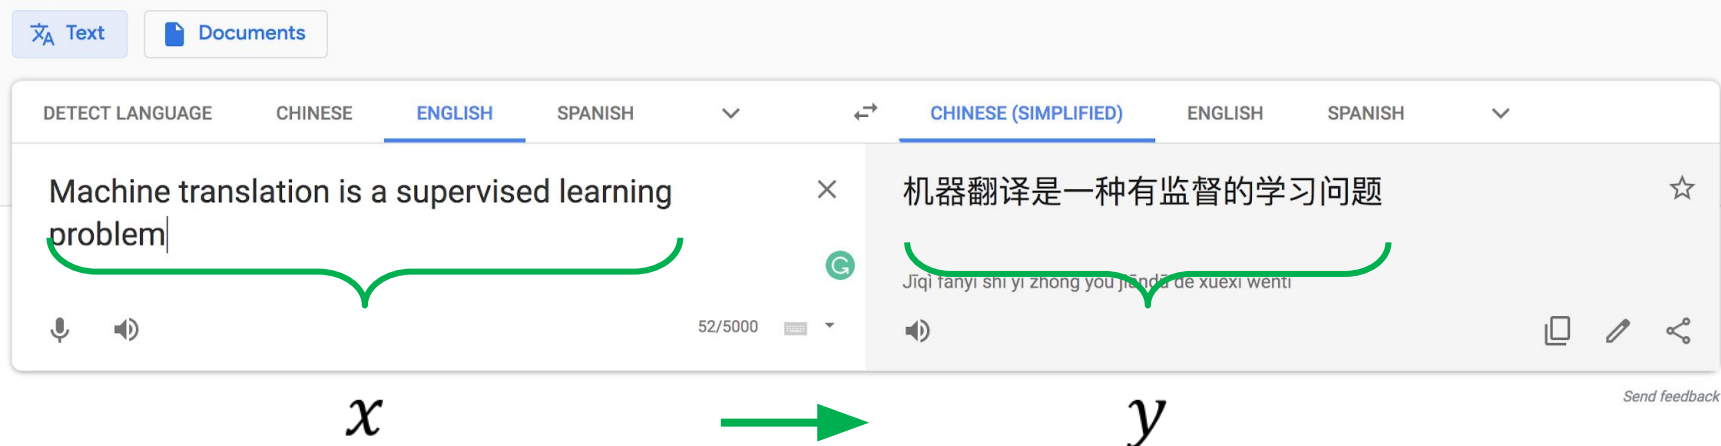 Text
Documents
DETECT LANGUAGE CHINESE ENGLISH SPANISH
CHINESE (SIMPLIFIED) ENGLISH SPANISH
Machine translation is a supervised learning
problem
机器翻译是一种有监督的学习问题
Jīqì fānyì shì yī zhǒng yǒu jiāndū de xuéxí wèntí
52/5000
Send feedback
x
y